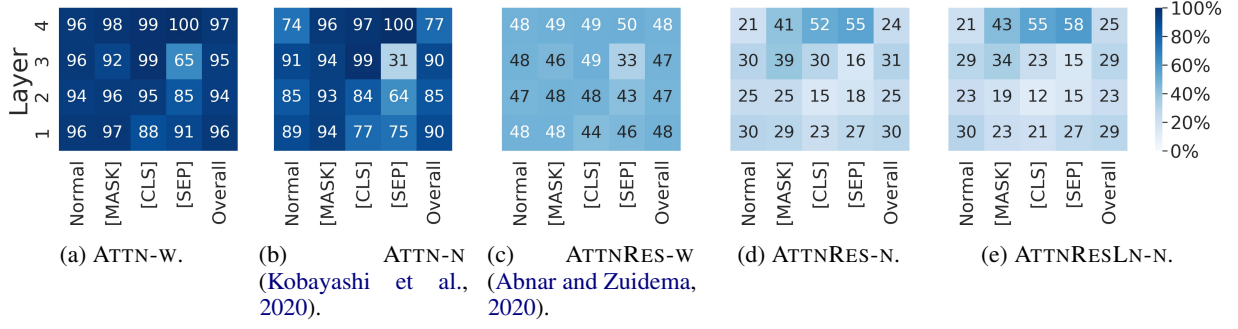 Layer
4 96 98 99 100 97
3 96 92 99 65 95
2 94 96 95 85 94
1 96 97 88 91 96
Normal [MASK] [CLS] [SEP] Overall
(a) ATTN-W.
74 96 97 100 77
91 94 99 31 90
85 93 84 64 85
89 94 77 75 90
Normal [MASK] [CLS] [SEP] Overall
(b) ATTN-N
(Kobayashi et al.,
2020).
48 49 49 50 48
48 46 49 33 47
47 48 48 43 47
48 48 44 46 48
Normal [MASK] [CLS] [SEP] Overall
(c) ATTNRES-W
(Abnar and Zuidema,
2020).
21 41 52 55 24
30 39 30 16 31
25 25 15 18 25
30 29 23 27 30
Normal [MASK] [CLS] [SEP] Overall
(d) ATTNRES-N.
21 43 55 58 25
29 34 23 15 29
23 19 12 15 23
30 23 21 27 29
Normal [MASK] [CLS] [SEP] Overall
(e) ATTNRESLN-N.
100%
80%
60%
40%
20%
0%